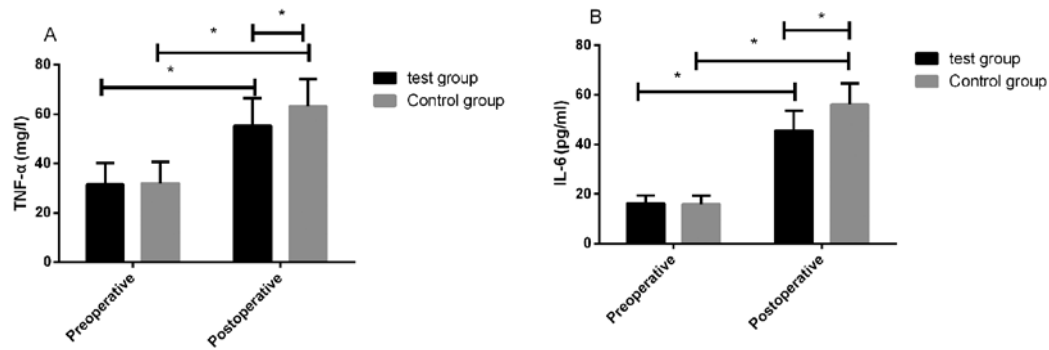 A
*
*
*
80
60
40
20
0
TNF-α (mg/l)
Preoperative
Postoperative
test group
Control group
B
*
*
*
80
60
40
20
0
IL-6 (pg/ml)
Preoperative
Postoperative
test group
Control group